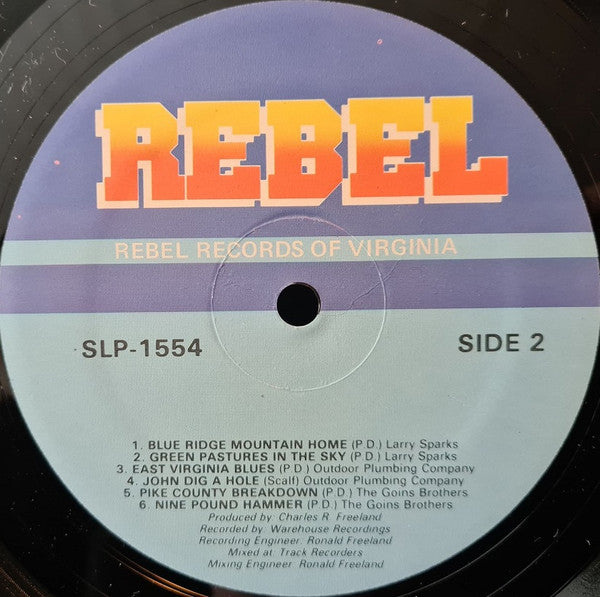 REBEL
REBEL RECORDS OF VIRGINIA
SLP-1554 SIDE 2
1. BLUE RIDGE MOUNTAIN HOME (P.D.) Larry Sparks
2. GREEN PASTURES IN THE SKY (P.D.) Larry Sparks
3. EAST VIRGINIA BLUES (P.D.) Outdoor Plumbing Company
4. JOHN DIG A HOLE (Scalf) Outdoor Plumbing Company
5. PIKE COUNTY BREAKDOWN (P.D.) The Goins Brothers
6. NINE POUND HAMMER (P.D.) The Goins Brothers
Produced by: Charles R. Freeland
Recorded by: Warehouse Recordings
Recording Engineer: Ronald Freeland
Mixed at: Track Recorders
Mixing Engineer: Ronald Freeland